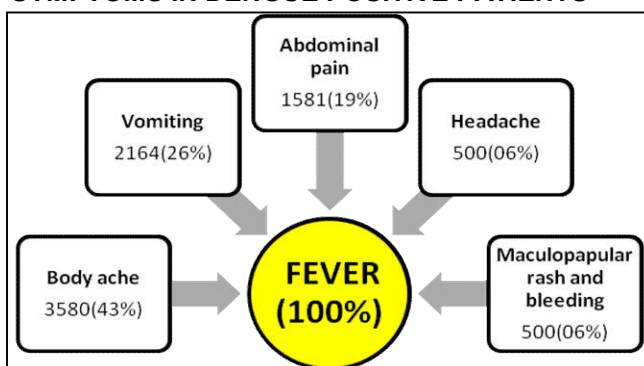 Abdominal
pain
1581(19%)
Vomiting
2164(26%)
Headache
500(06%)
Body ache
3580(43%)
FEVER
(100%)
Maculopapular
rash and
bleeding
500(06%)